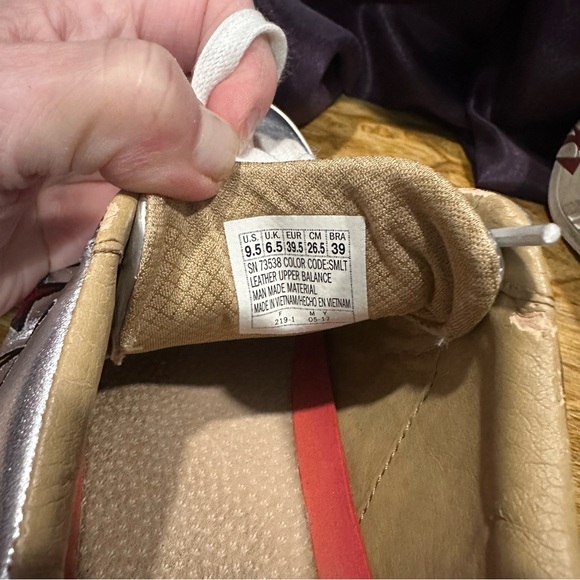 U.S. U.K. EUR CM BRA
9.5 6.5 39.5 26.5 39
SN 73538 COLOR CODE:SMLT
LEATHER UPPER BALANCE
MAN MADE MATERIAL
MADE IN VIETNAM/HECHO EN VIETNAM
F M Y
219-1 05-17